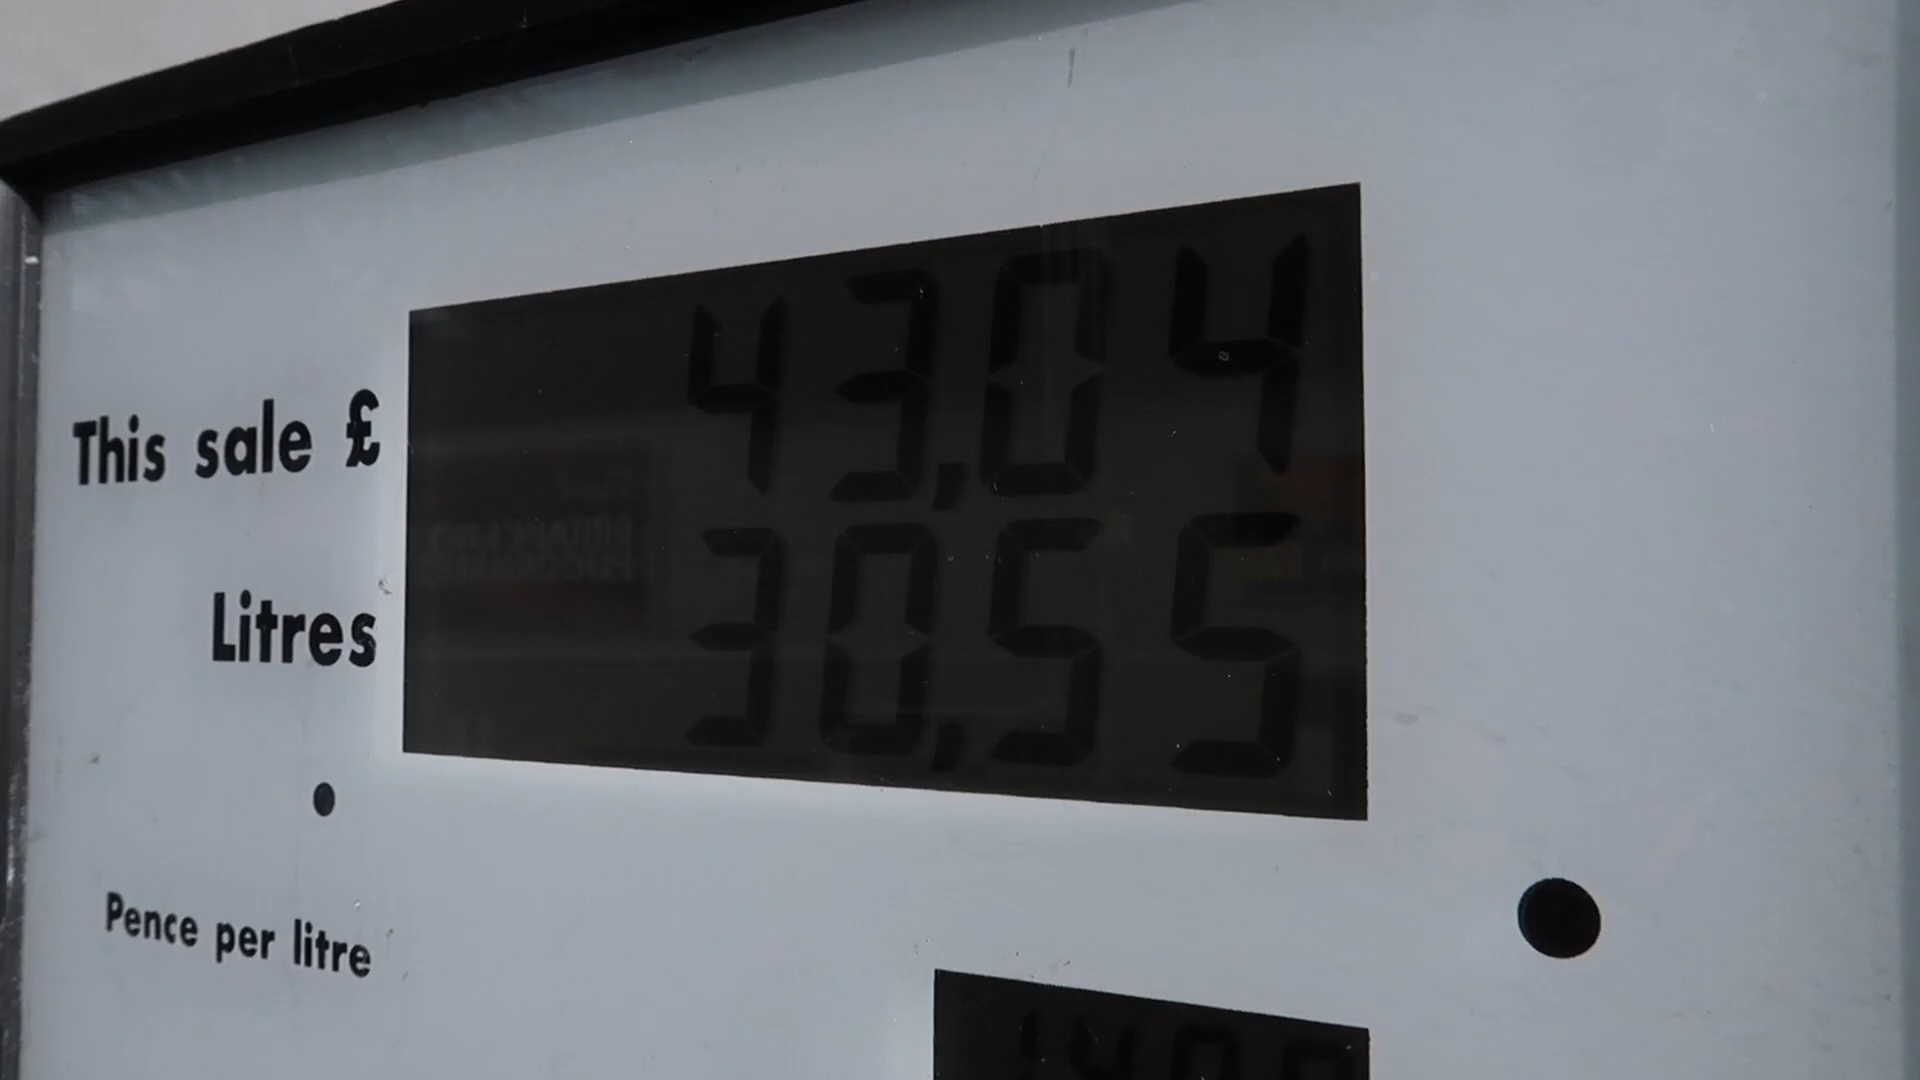 This sale £ 43,04
Litres 30,55
Pence per litre